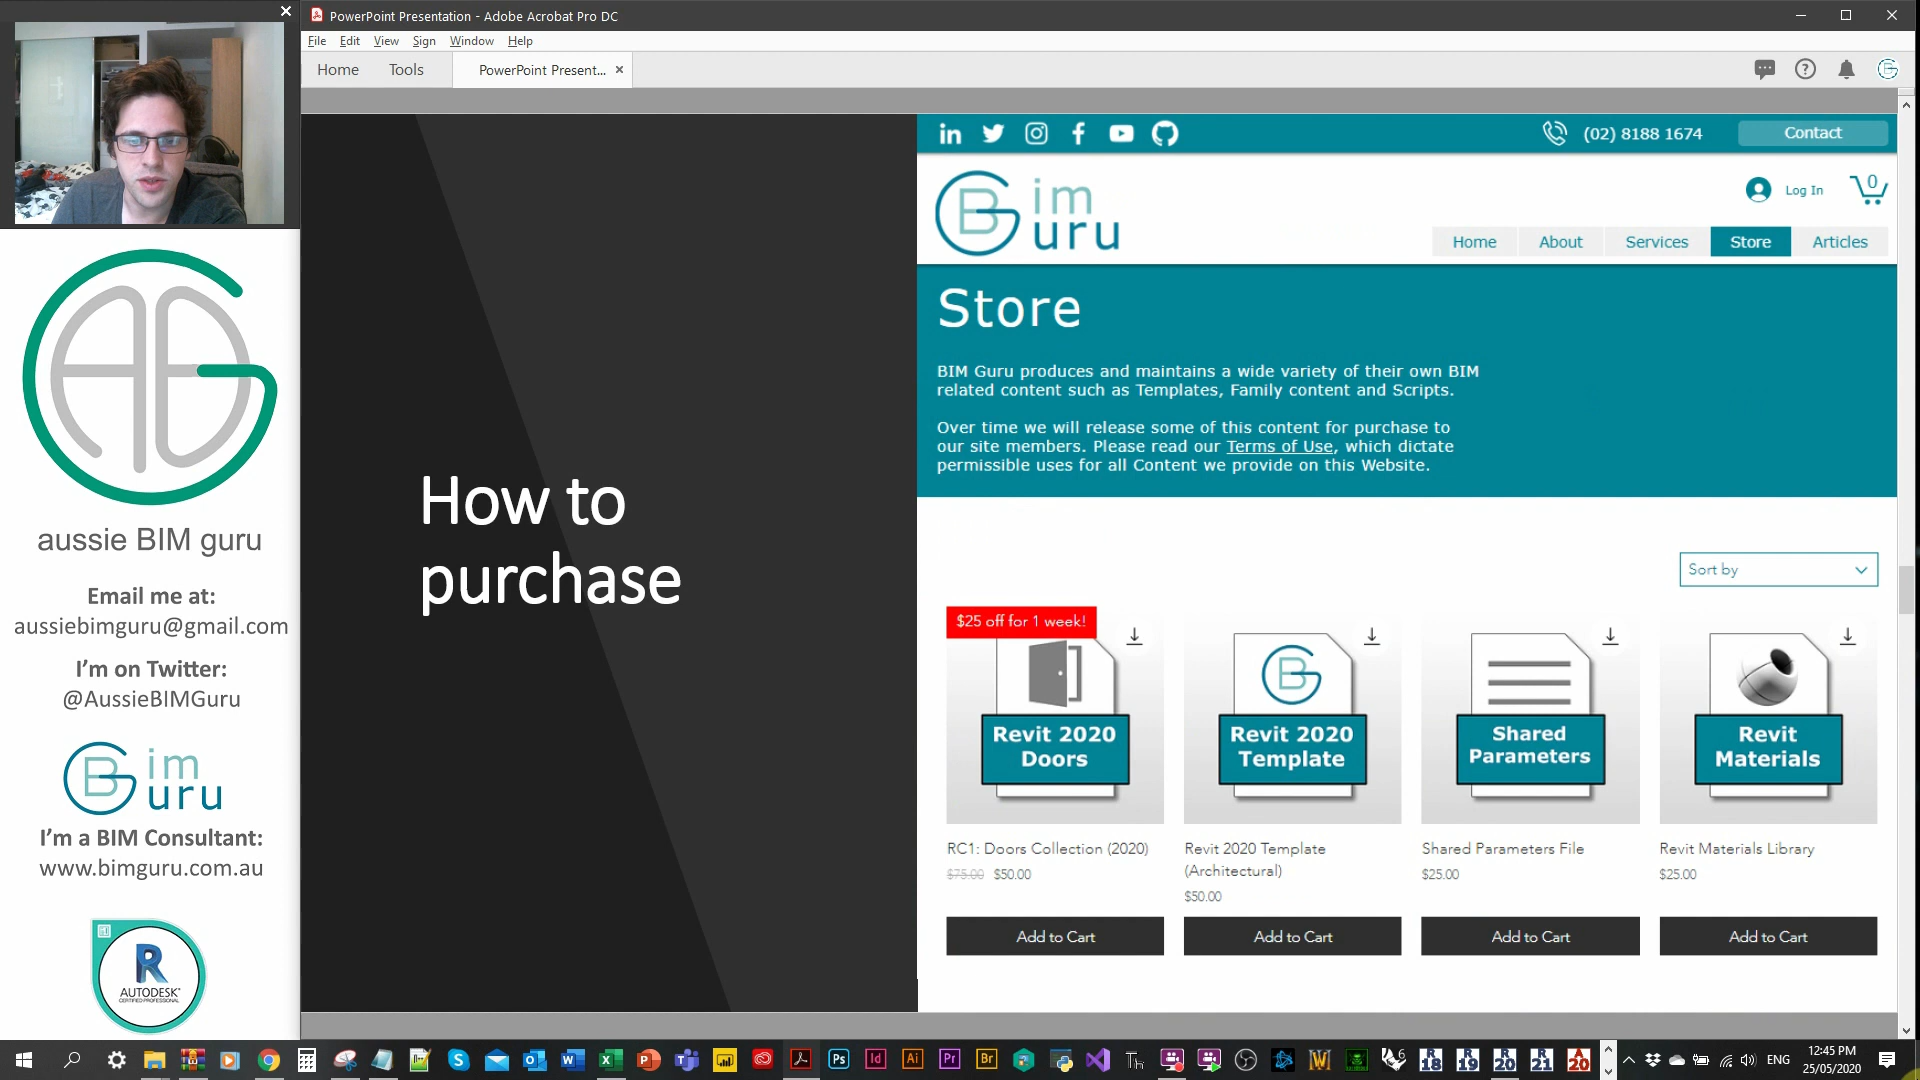 PowerPoint Presentation - Adobe Acrobat Pro DC
File Edit View Sign Window Help
Home Tools PowerPoint Present...
aussie BIM guru
Email me at:
aussiebimguru@gmail.com
I'm on Twitter:
@AussieBIMGuru
BG im uru
I'm a BIM Consultant:
www.bimguru.com.au
R
AUTODESK
CERTIFIED PROFESSIONAL
How to
purchase
(02) 8188 1674 Contact
BG im uru
Log In 0
Home About Services Store Articles
Store
BIM Guru produces and maintains a wide variety of their own BIM
related content such as Templates, Family content and Scripts.
Over time we will release some of this content for purchase to
our site members. Please read our Terms of Use, which dictate
permissible uses for all Content we provide on this Website.
Sort by
$25 off for 1 week!
Revit 2020
Doors
Revit 2020
Template
Shared
Parameters
Revit
Materials
RC1: Doors Collection (2020)
$75.00 $50.00
Revit 2020 Template
(Architectural)
$50.00
Shared Parameters File
$25.00
Revit Materials Library
$25.00
Add to Cart Add to Cart Add to Cart Add to Cart
ENG
12:45 PM
25/05/2020